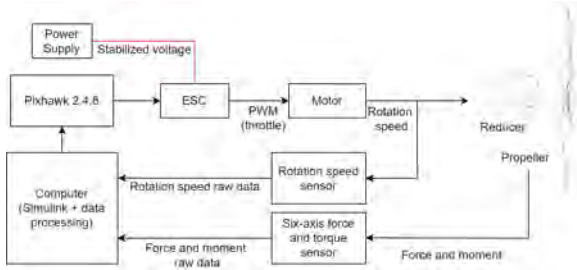 Power
Supply
Stabilized voltage
Pixhawk 2.4.8
ESC
Motor
PWM
(throttle)
Rotation
speed
Reducer
Propeller
Rotation speed
sensor
Rotation speed raw data
Computer
(Simulink + data
processing)
Six-axis force
and torque
sensor
Force and moment
raw data
Force and moment